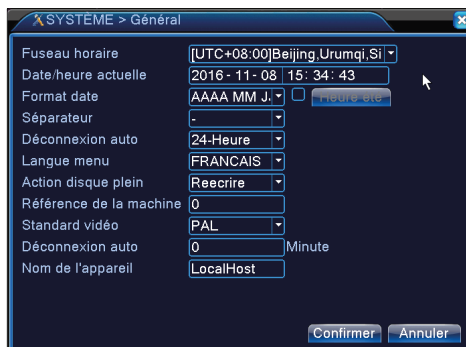 SYSTÈME > Général
Fuseau horaire [UTC+08:00]Beijing,Urumqi,Si
Date/heure actuelle 2016 - 11 - 08 15: 34: 43
Format date AAAA MM J. Heure été
Séparateur -
Déconnexion auto 24-Heure
Langue menu FRANCAIS
Action disque plein Reecrire
Référence de la machine 0
Standard vidéo PAL
Déconnexion auto 0 Minute
Nom de l'appareil LocalHost
Confirmer Annuler